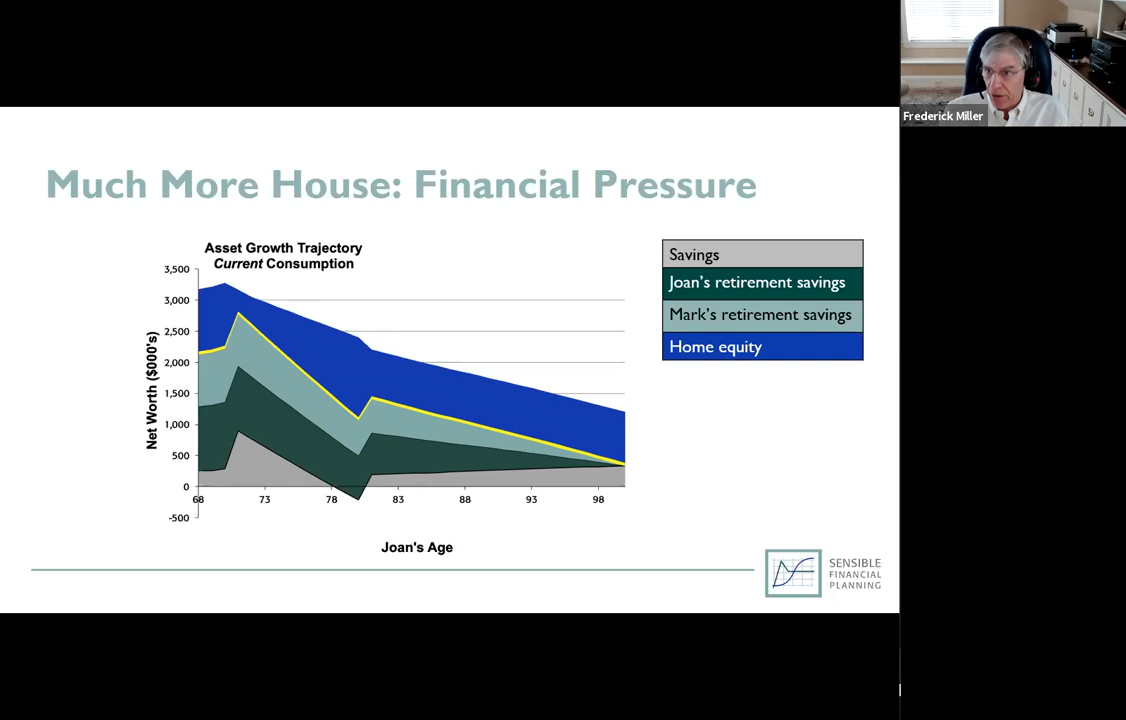 Frederick Miller
Much More House: Financial Pressure
Asset Growth Trajectory
Current Consumption
Net Worth ($000's)
3,500
3,000
2,500
2,000
1,500
1,000
500
0
-500
68 73 78 83 88 93 98
Joan's Age
Savings
Joan's retirement savings
Mark's retirement savings
Home equity
SENSIBLE
FINANCIAL
PLANNING